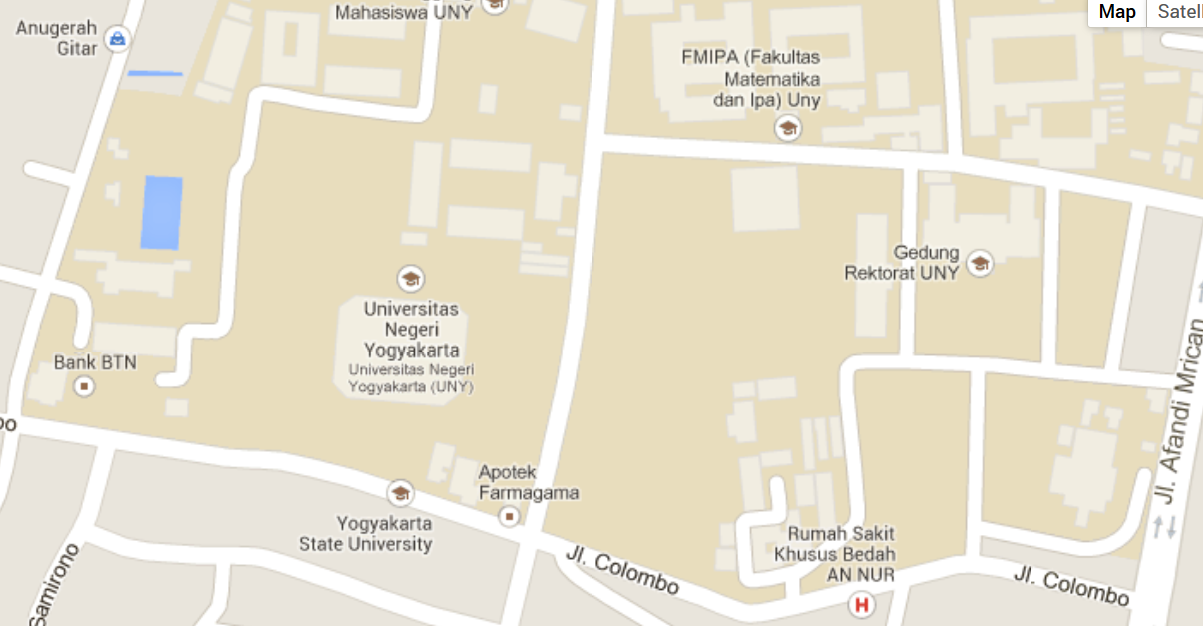 Mahasiswa UNY
Map
Anugerah
Gitar
FMIPA (Fakultas
Matematika
dan Ipa) Uny
Gedung
Rektorat UNY
Universitas
Negeri
Yogyakarta
Universitas Negeri
Yogyakarta (UNY)
Bank BTN
Jl. Afandi Mrican
Apotek
Farmagama
Yogyakarta
State University
Rumah Sakit
Khusus Bedah
AN NUR
H
Jl. Colombo
Jl. Colombo
Samirono